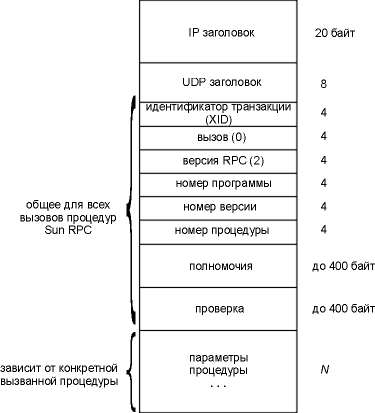 IP заголовок 20 байт
UDP заголовок 8
идентификатор транзакции 4
(XID)
вызов (0) 4
версия RPC (2) 4
номер программы 4
общее для всех
вызовов процедур
Sun RPC
номер версии 4
номер процедуры 4
полномочия до 400 байт
проверка до 400 байт
зависит от конкретной
вызванной процедуры
параметры
процедуры
. . .
N